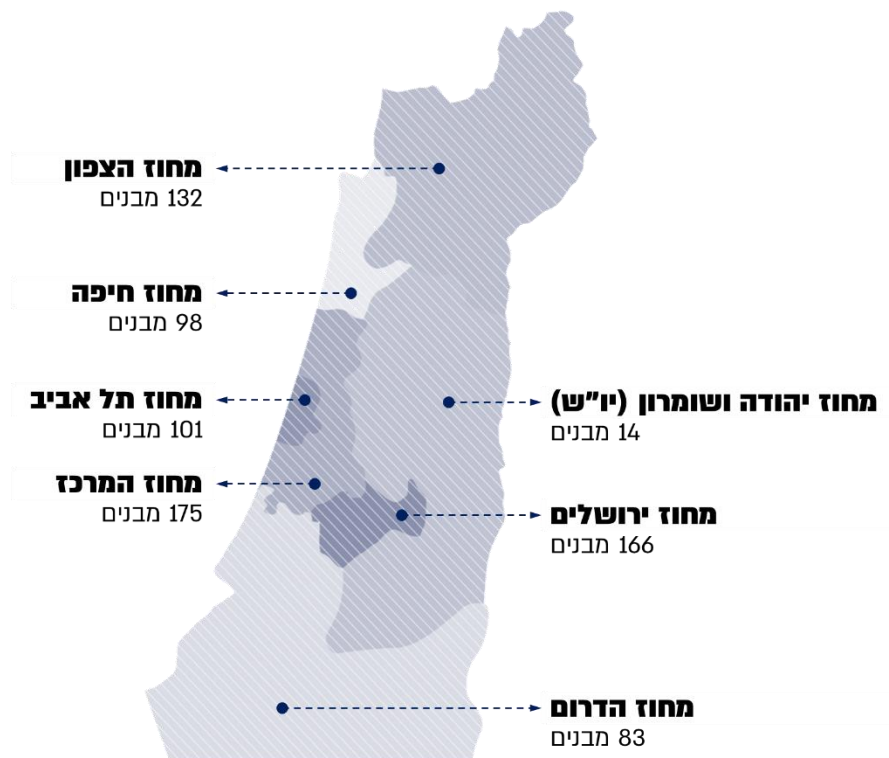 מחוז הצפון
132 מבנים
מחוז חיפה
98 מבנים
מחוז תל אביב
101 מבנים
מחוז יהודה ושומרון (יו"ש)
14 מבנים
מחוז המרכז
175 מבנים
מחוז ירושלים
166 מבנים
מחוז הדרום
83 מבנים